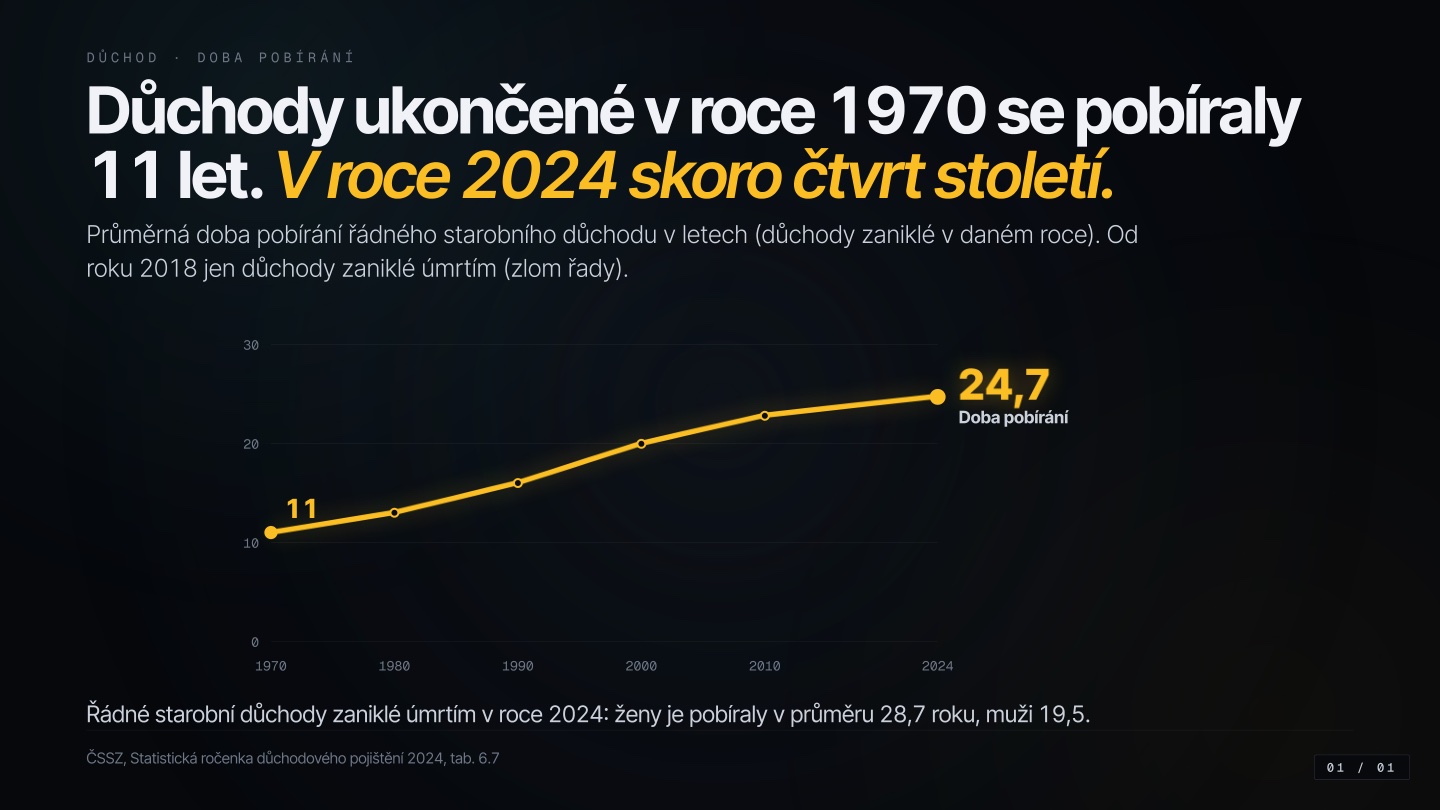 DŮCHOD · DOBA POBÍRÁNÍ
Důchody ukončené v roce 1970 se pobíraly
11 let. V roce 2024 skoro čtvrt století.
Průměrná doba pobírání řádného starobního důchodu v letech (důchody zaniklé v daném roce). Od
roku 2018 jen důchody zaniklé úmrtím (zlom řady).
30
24,7
Doba pobírání
20
11
10
0
1970 1980 1990 2000 2010 2024
Řádné starobní důchody zaniklé úmrtím v roce 2024: ženy je pobíraly v průměru 28,7 roku, muži 19,5.
ČSSZ, Statistická ročenka důchodového pojištění 2024, tab. 6.7
01 / 01